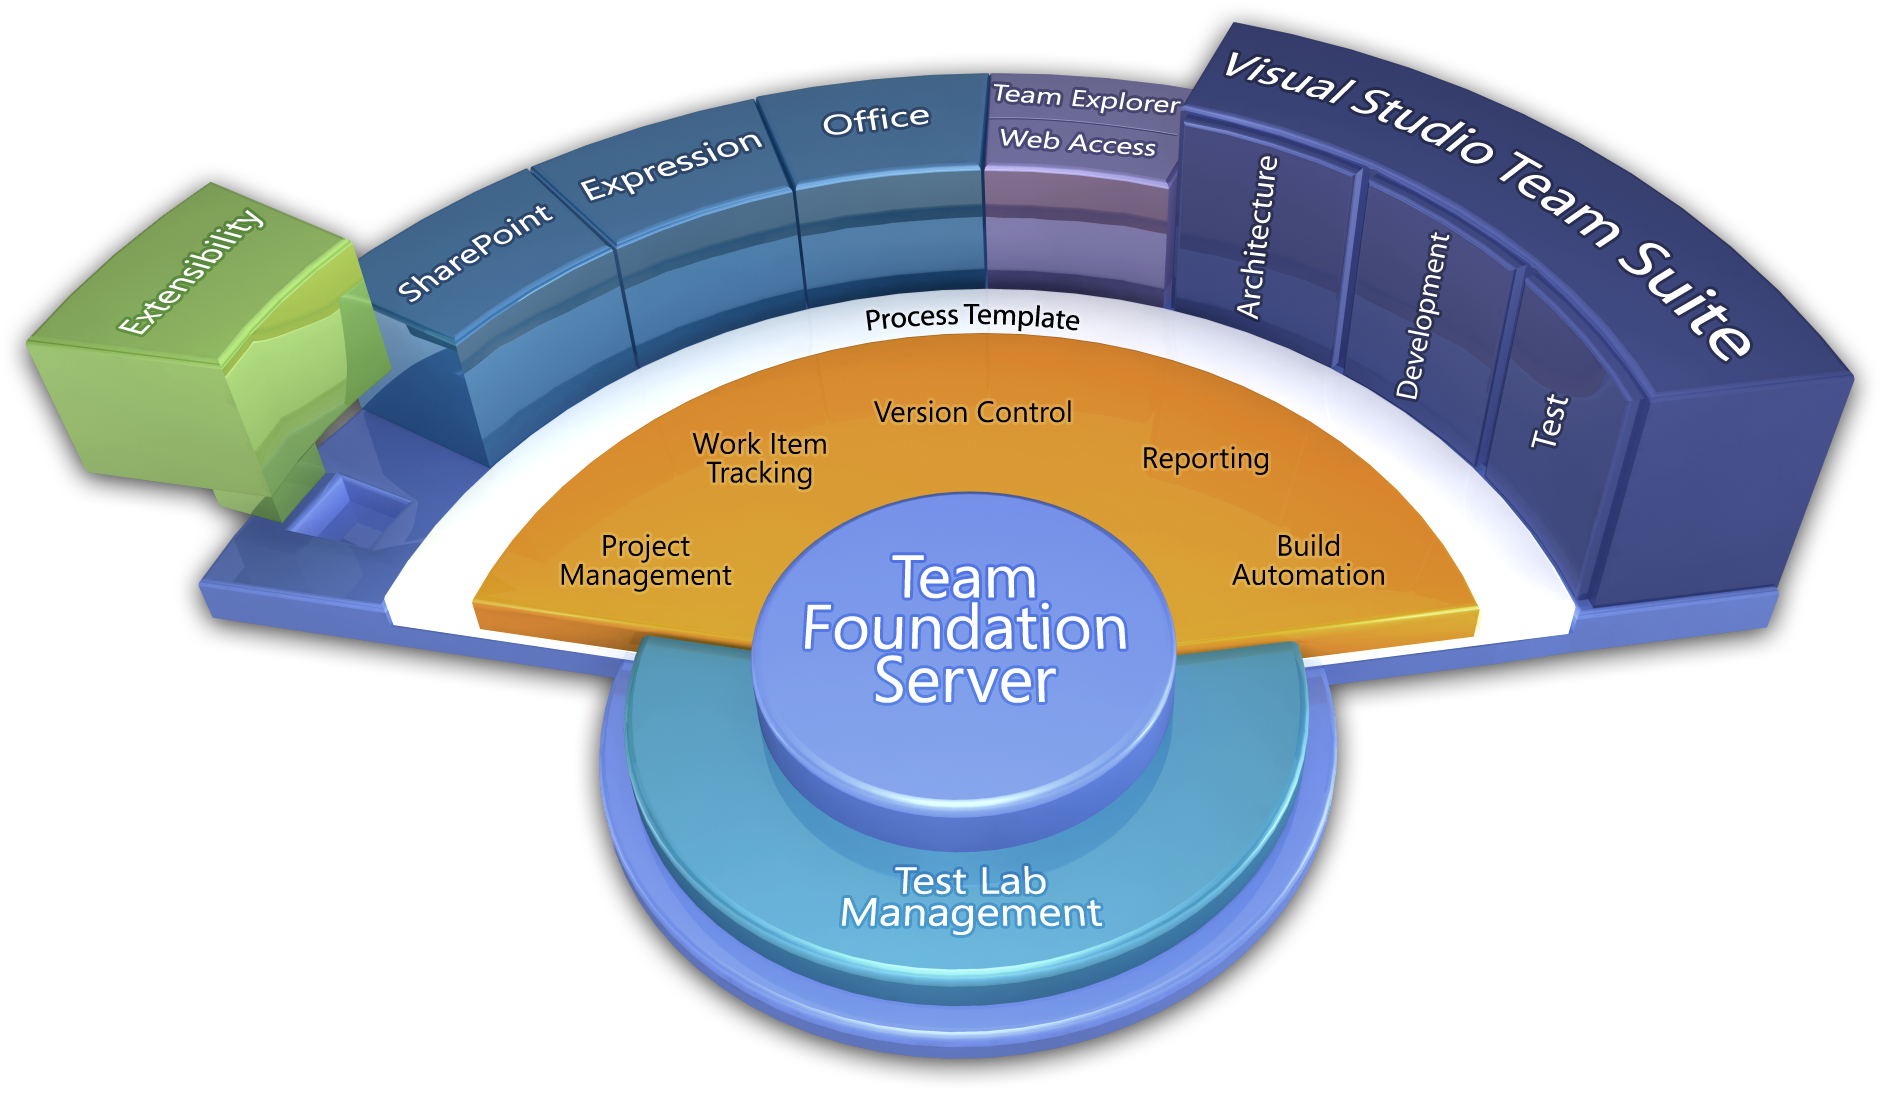 Visual Studio Team Suite
Team Explorer
Web Access
Office
Expression
SharePoint
Extensibility
Architecture
Development
Test
Process Template
Version Control
Work Item
Tracking
Reporting
Project
Management
Build
Automation
Team
Foundation
Server
Test Lab
Management